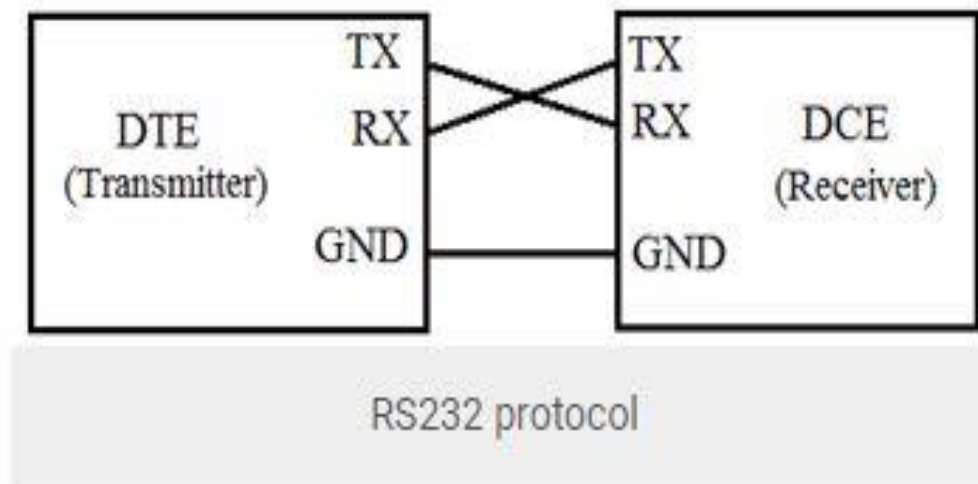 TX
TX
RX
RX
DTE
DCE
(Transmitter)
(Receiver)
GND
GND
RS232 protocol